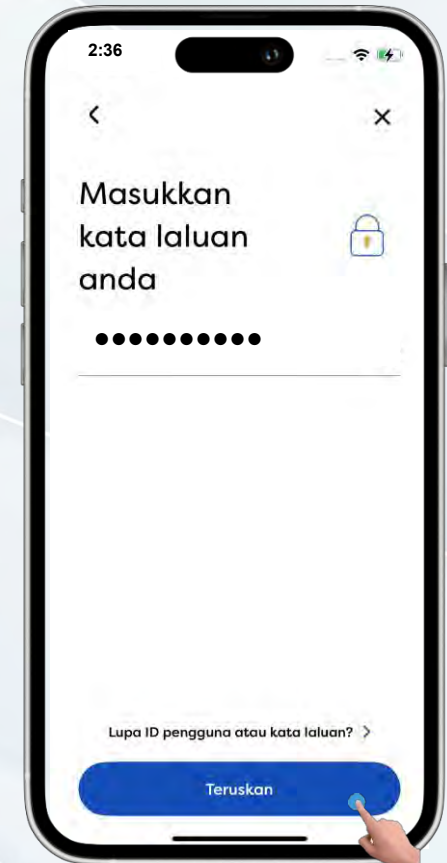 2:36
Masukkan
kata laluan
anda
●●●●●●●●●●
Lupa ID pengguna atau kata laluan? >
Teruskan